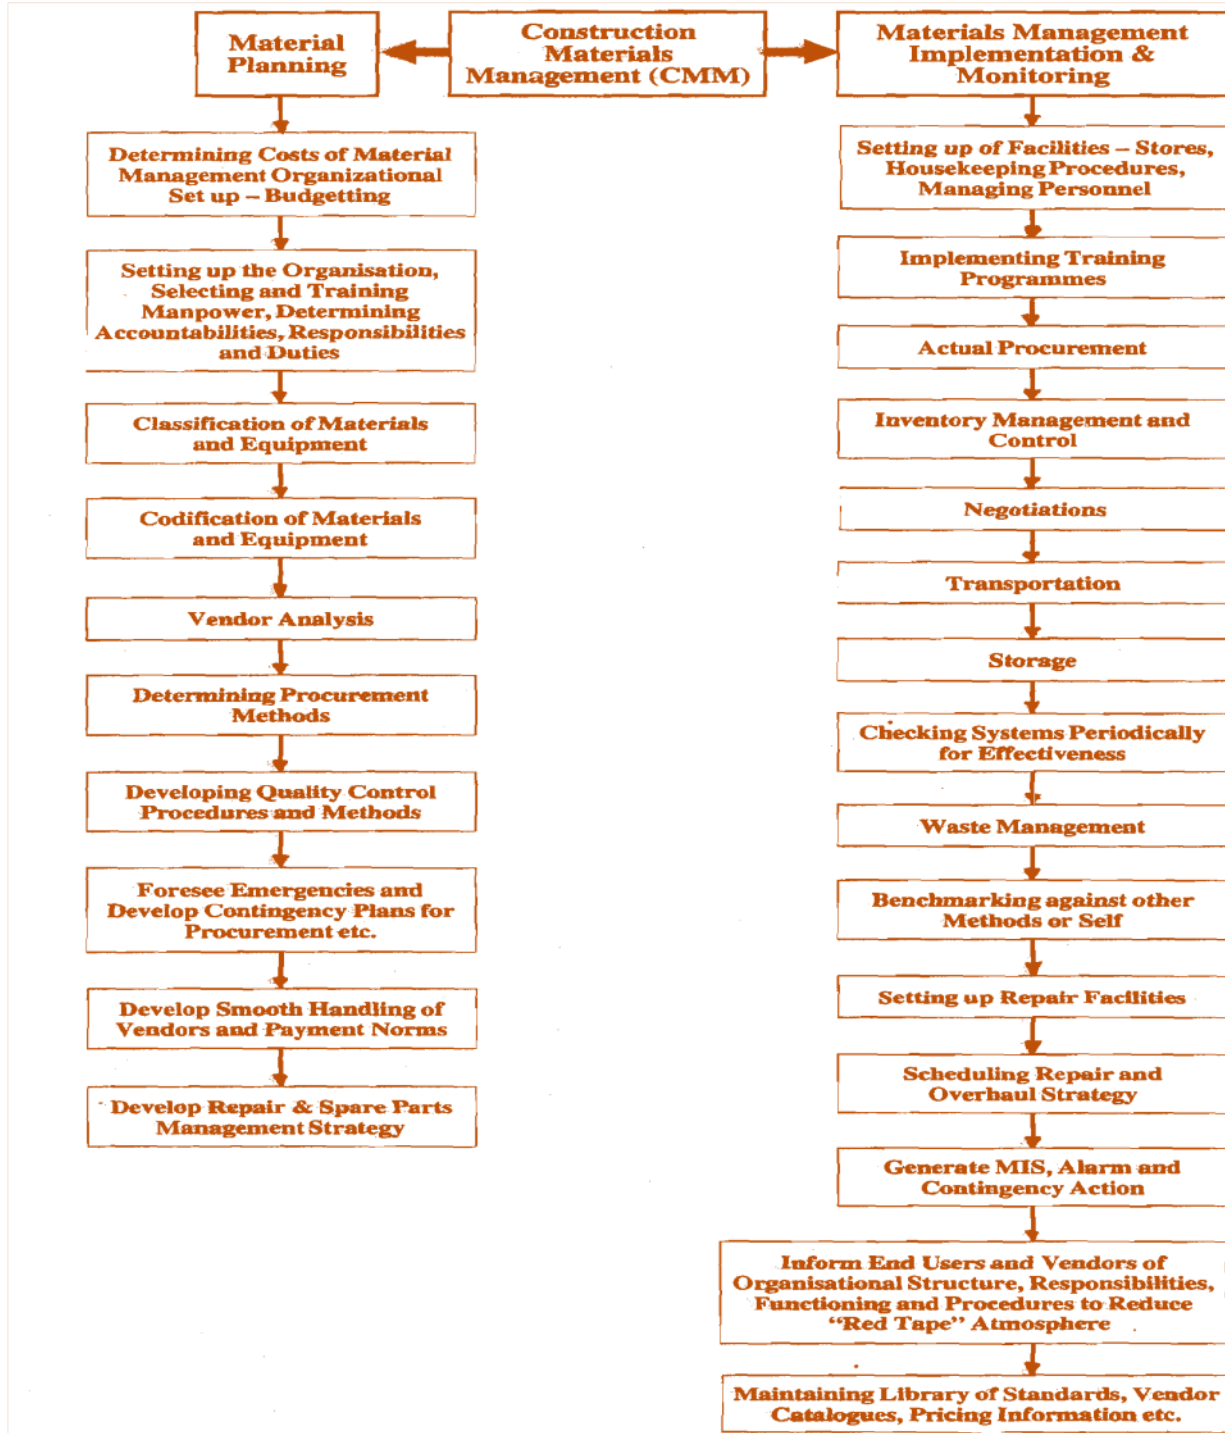 Material
Planning
Construction
Materials
Management (CMM)
Materials Management
Implementation &
Monitoring
Determining Costs of Material
Management Organizational
Set up – Budgetting
Setting up the Organisation,
Selecting and Training
Manpower, Determining
Accountabilities, Responsibilities
and Duties
Classification of Materials
and Equipment
Codification of Materials
and Equipment
Vendor Analysis
Determining Procurement
Methods
Developing Quality Control
Procedures and Methods
Foresee Emergencies and
Develop Contingency Plans for
Procurement etc.
Develop Smooth Handling of
Vendors and Payment Norms
Develop Repair & Spare Parts
Management Strategy
Setting up of Facilities – Stores,
Housekeeping Procedures,
Managing Personnel
Implementing Training
Programmes
Actual Procurement
Inventory Management and
Control
Negotiations
Transportation
Storage
Checking Systems Periodically
for Effectiveness
Waste Management
Benchmarking against other
Methods or Self
Setting up Repair Facilities
Scheduling Repair and
Overhaul Strategy
Generate MIS, Alarm and
Contingency Action
Inform End Users and Vendors of
Organisational Structure, Responsibilities,
Functioning and Procedures to Reduce
“Red Tape” Atmosphere
Maintaining Library of Standards, Vendor
Catalogues, Pricing Information etc.